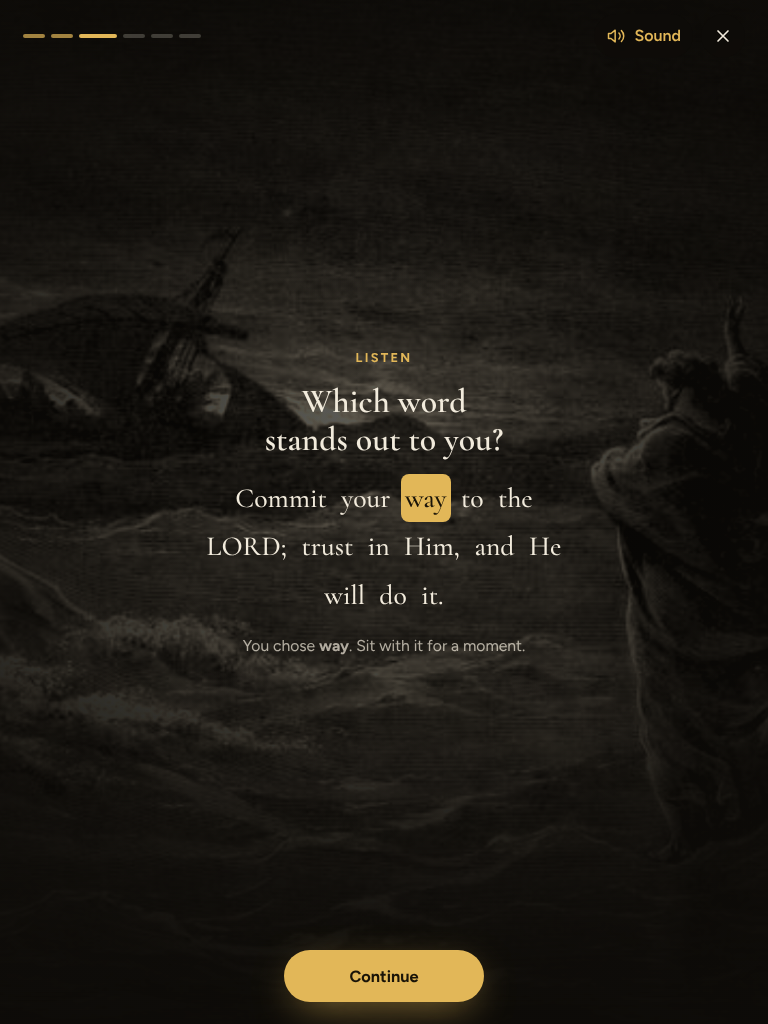 Sound
LISTEN
Which word
stands out to you?
Commit your way to the
LORD; trust in Him, and He
will do it.
You chose way. Sit with it for a moment.
Continue